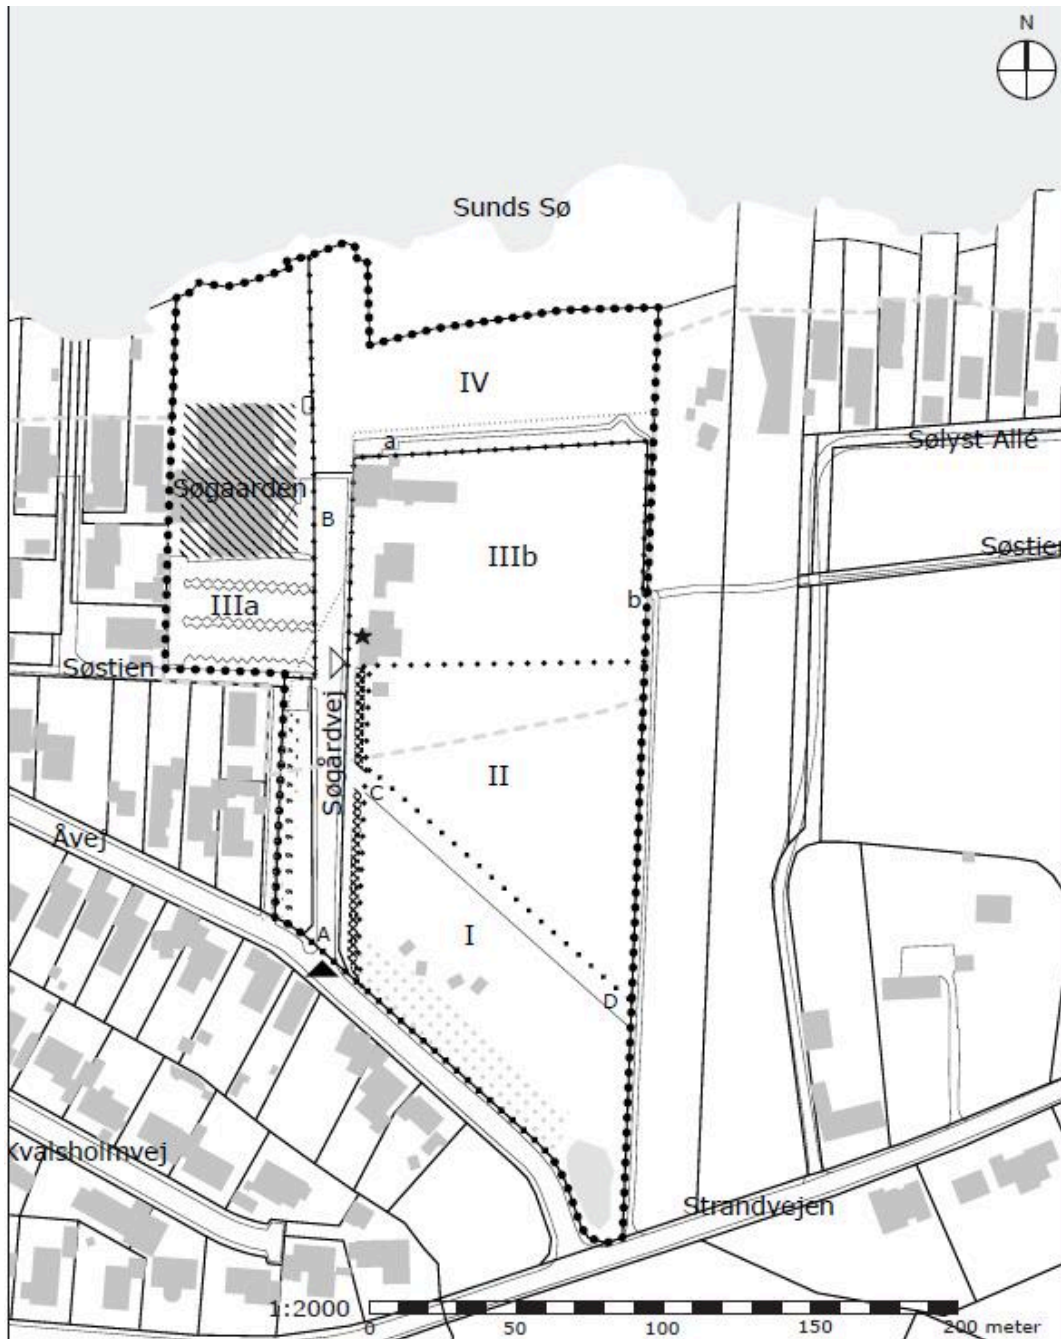 N
Sunds Sø
IV
a
Sølyst Allé
Søgaarden
B
Søstien
IIIb
IIIa
b
Søstien
Søgårdvej
II
C
Åvej
I
A
D
Kvalsholmvej
Strandvejen
1:2000
0 50 100 150 200 meter